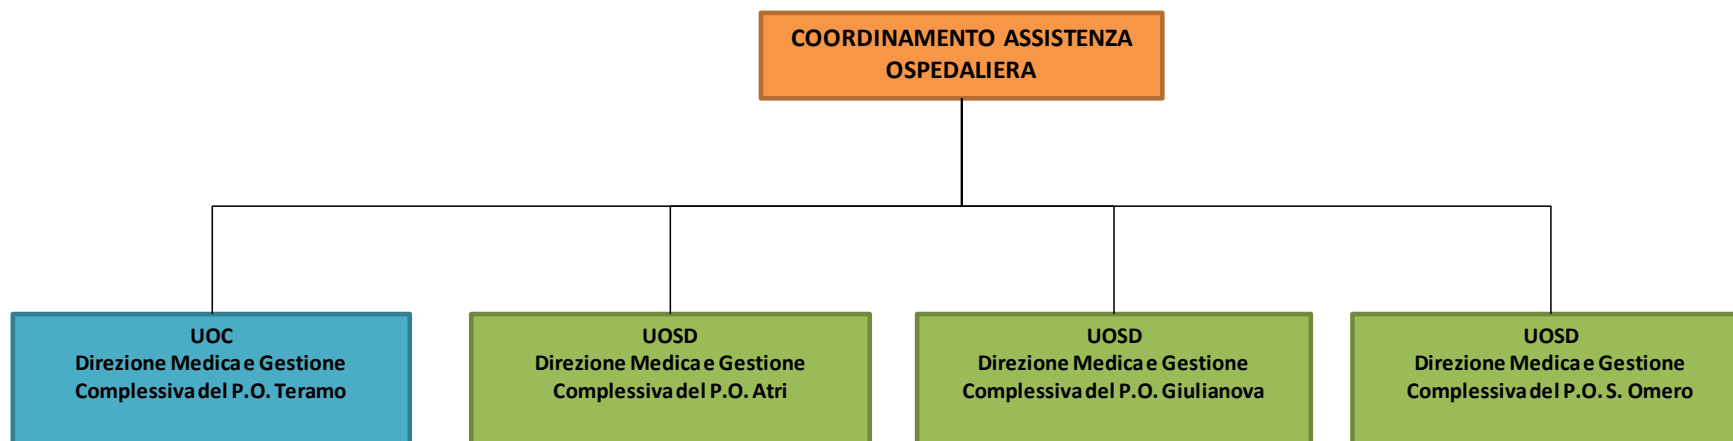 COORDINAMENTO ASSISTENZA
OSPEDALIERA
UOC
Direzione Medica e Gestione
Complessiva del P.O. Teramo
UOSD
Direzione Medica e Gestione
Complessiva del P.O. Atri
UOSD
Direzione Medica e Gestione
Complessiva del P.O. Giulianova
UOSD
Direzione Medica e Gestione
Complessiva del P.O. S. Omero